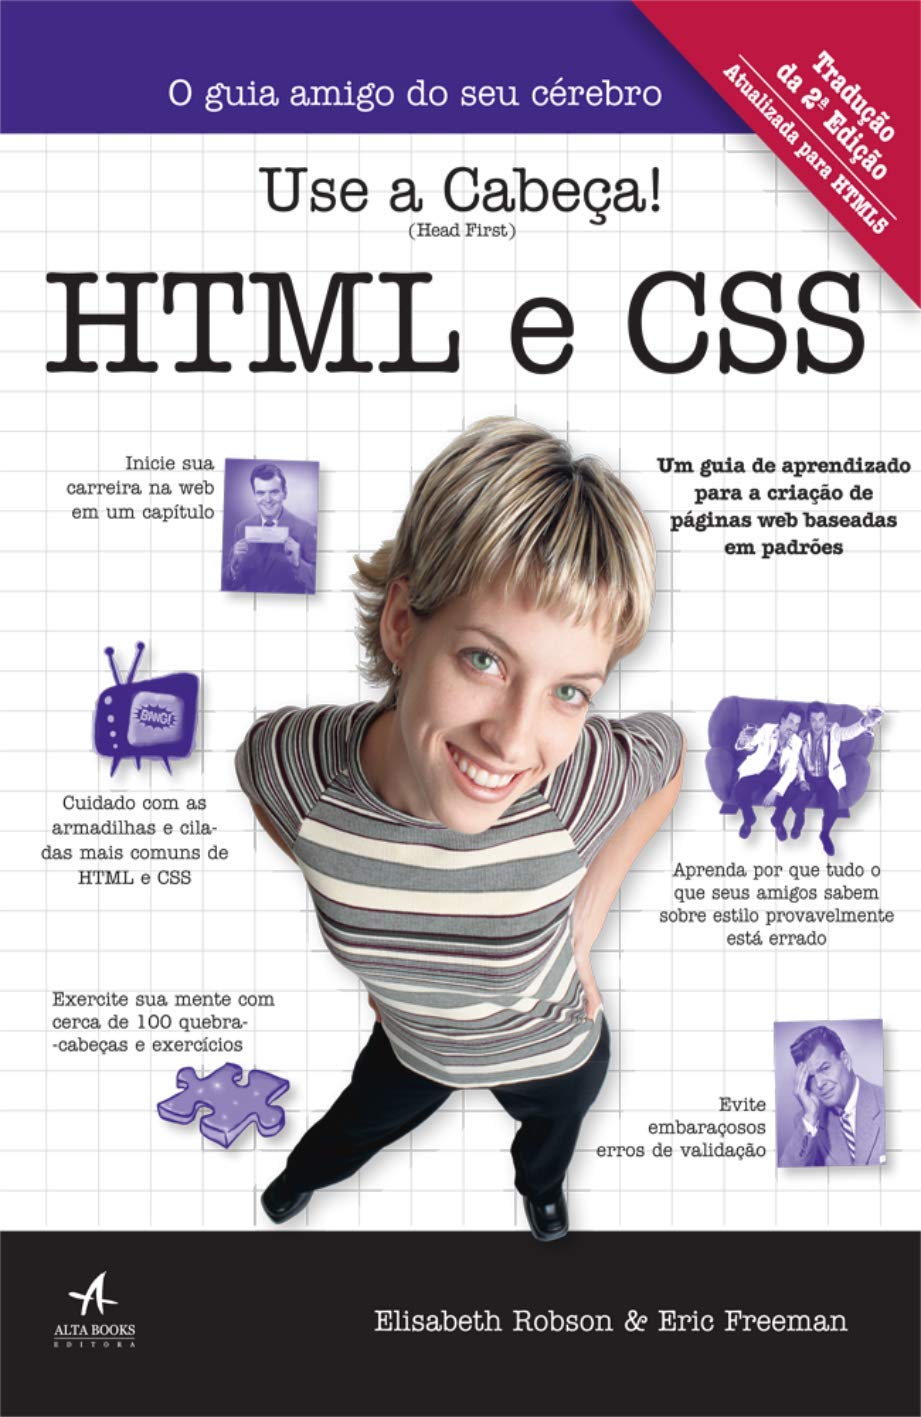 O guia amigo do seu cérebro
Tradução
da 2ª Edição
Atualizada para HTML5
Use a Cabeça!
(Head First)
HTML e CSS
Inicie sua
carreira na web
em um capítulo
Um guia de aprendizado
para a criação de
páginas web baseadas
em padrões
BANG!
Cuidado com as
armadilhas e cila-
das mais comuns de
HTML e CSS
Aprenda por que tudo o
que seus amigos sabem
sobre estilo provavelmente
está errado
Exercite sua mente com
cerca de 100 quebra-
-cabeças e exercícios
Evite
embaraçosos
erros de validação
A
ALTA BOOKS
EDITORA
Elisabeth Robson & Eric Freeman